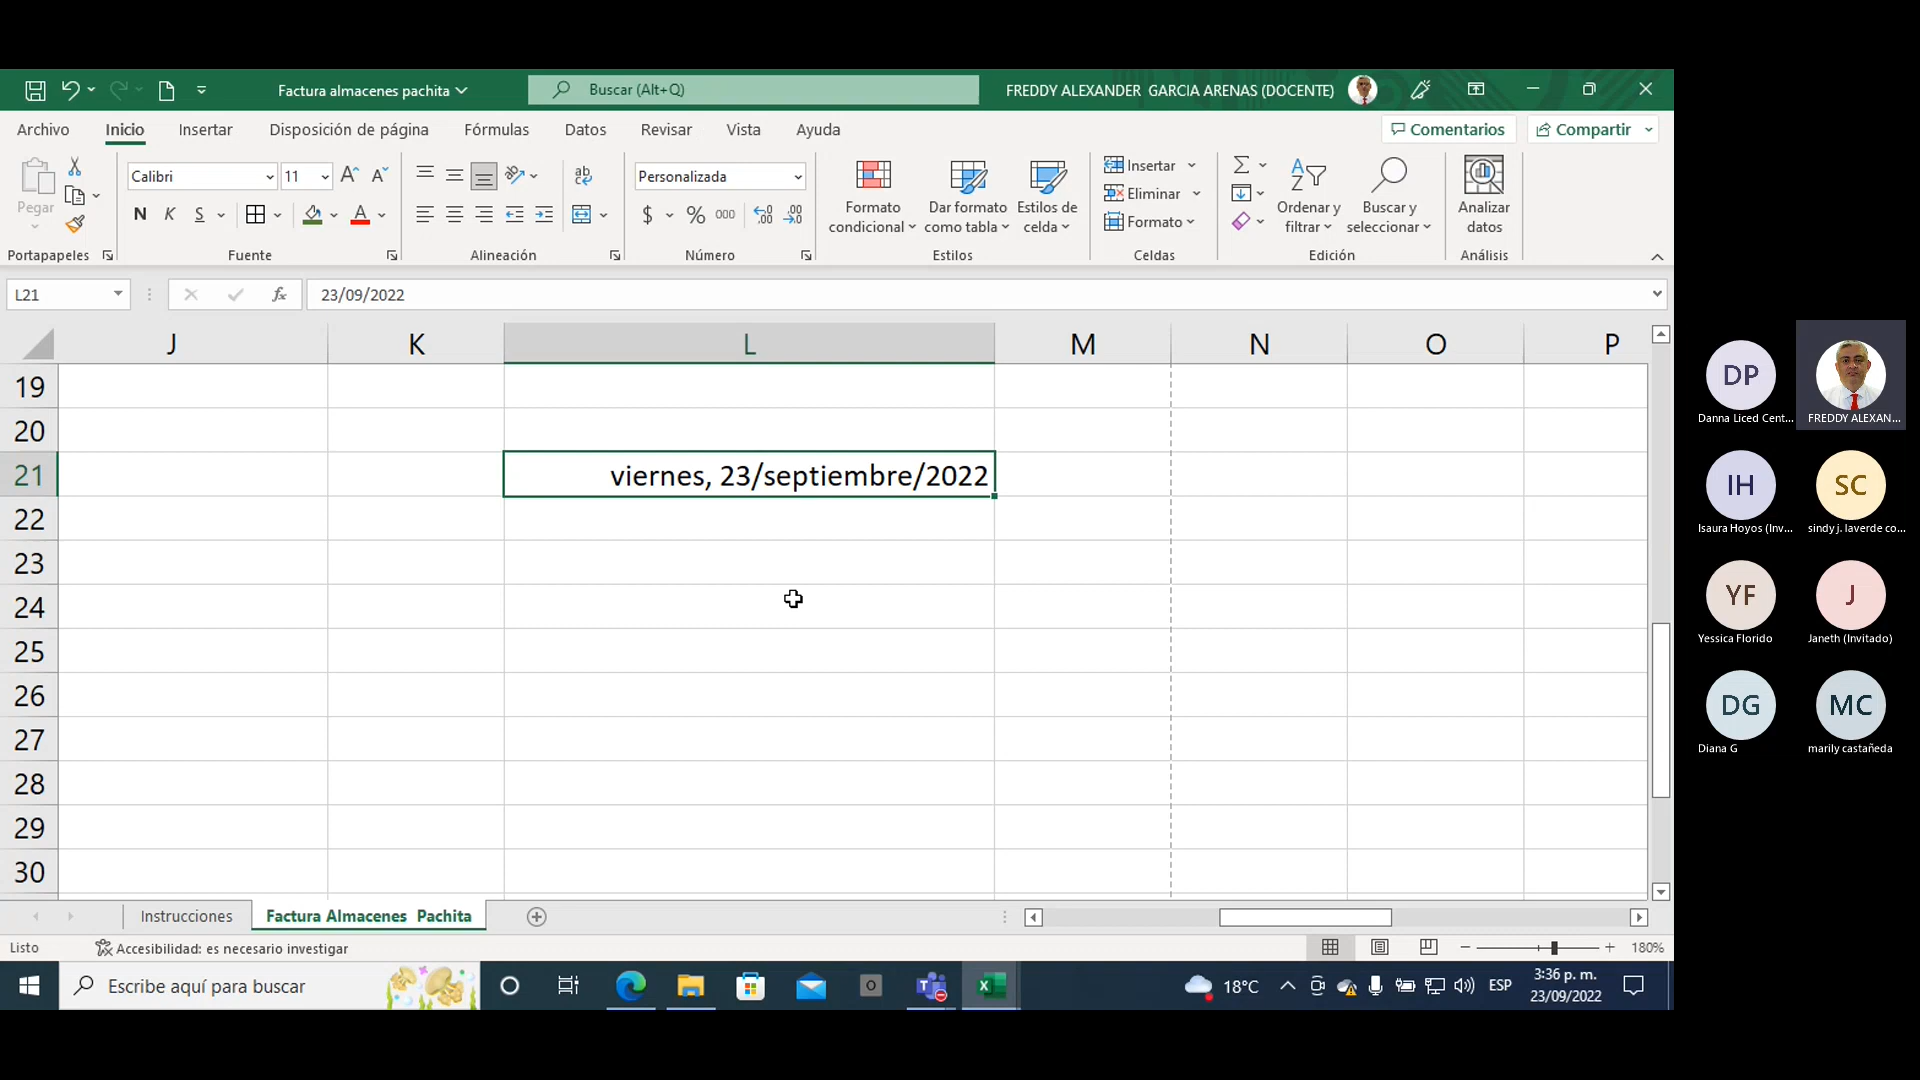 Factura almacenes pachita
Buscar (Alt+Q)
FREDDY ALEXANDER GARCIA ARENAS (DOCENTE)
Archivo
Inicio
Insertar
Disposición de página
Fórmulas
Datos
Revisar
Vista
Ayuda
Comentarios
Compartir
Pegar
Portapapeles
Calibri
11
N K S
Fuente
ab
Alineación
Personalizada
$ % 000
Número
Formato
condicional
Dar formato
como tabla
Estilos de
celda
Estilos
Insertar
Eliminar
Formato
Celdas
Ordenar y
filtrar
Buscar y
seleccionar
Edición
Analizar
datos
Análisis
L21
fx
23/09/2022
J K L M N O P
19
20
21
viernes, 23/septiembre/2022
22
23
24
25
26
27
28
29
30
Instrucciones
Factura Almacenes Pachita
Listo
Accesibilidad: es necesario investigar
180%
Escribe aquí para buscar
18°C
ESP
3:36 p. m.
23/09/2022
DP
Danna Liced Cent...
FREDDY ALEXAN...
IH
Isaura Hoyos (Inv...
SC
sindy j. laverde co...
YF
Yessica Florido
J
Janeth (Invitado)
DG
Diana G
MC
marily castañeda